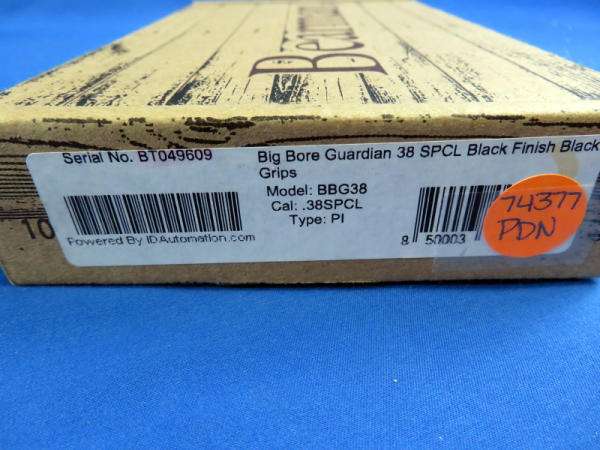 Serial No. BT049609
Big Bore Guardian 38 SPCL Black Finish Black
Grips
Model: BBG38
Cal: .38SPCL
Type: PI
10
Powered By IDAutomation.com
8 50003
74377
PDN